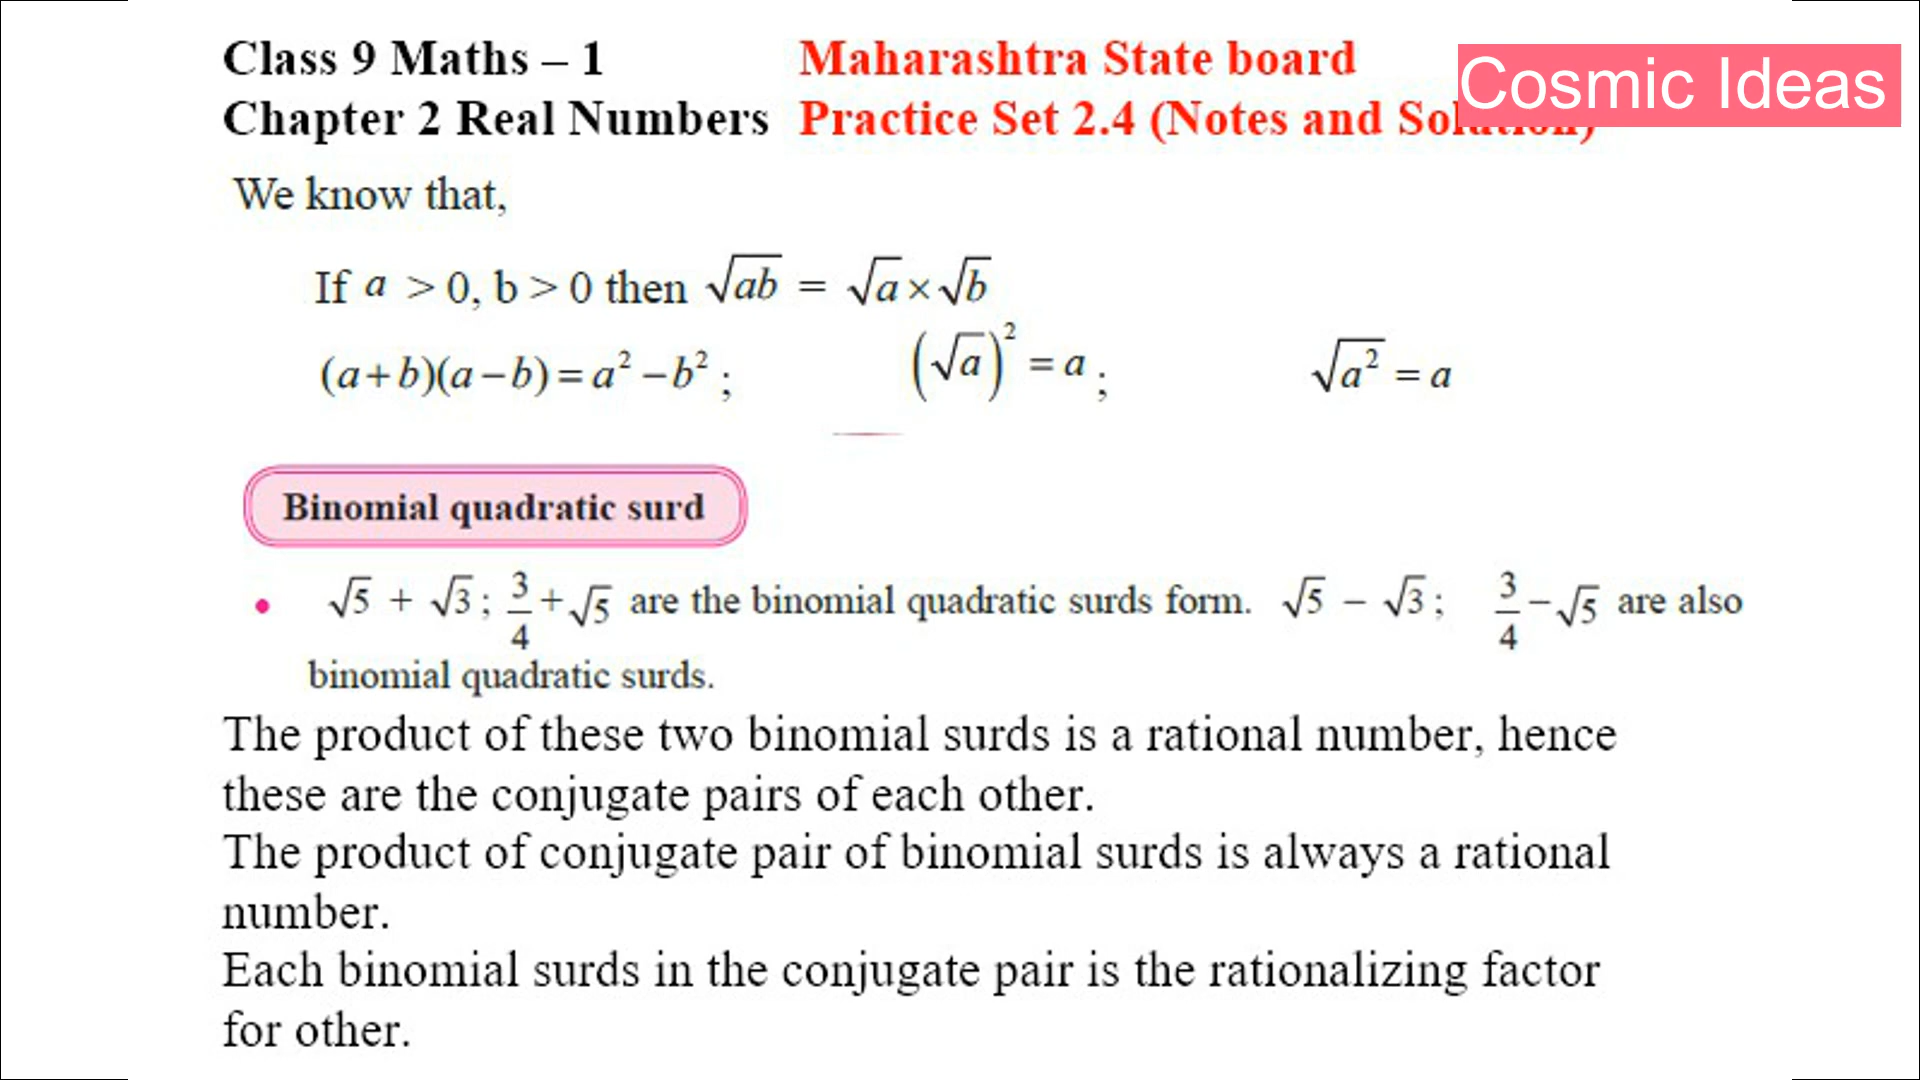 Class 9 Maths – 1 Maharashtra State board
Cosmic Ideas
Chapter 2 Real Numbers Practice Set 2.4 (Notes and Solution)
We know that,
If a > 0, b > 0 then √ab = √a × √b
(a+b)(a−b) = a² − b² ; (√a)² = a ; √a² = a
Binomial quadratic surd
• √5 + √3 ; 3/4 + √5 are the binomial quadratic surds form. √5 − √3 ; 3/4 − √5 are also
binomial quadratic surds.
The product of these two binomial surds is a rational number, hence
these are the conjugate pairs of each other.
The product of conjugate pair of binomial surds is always a rational
number.
Each binomial surds in the conjugate pair is the rationalizing factor
for other.